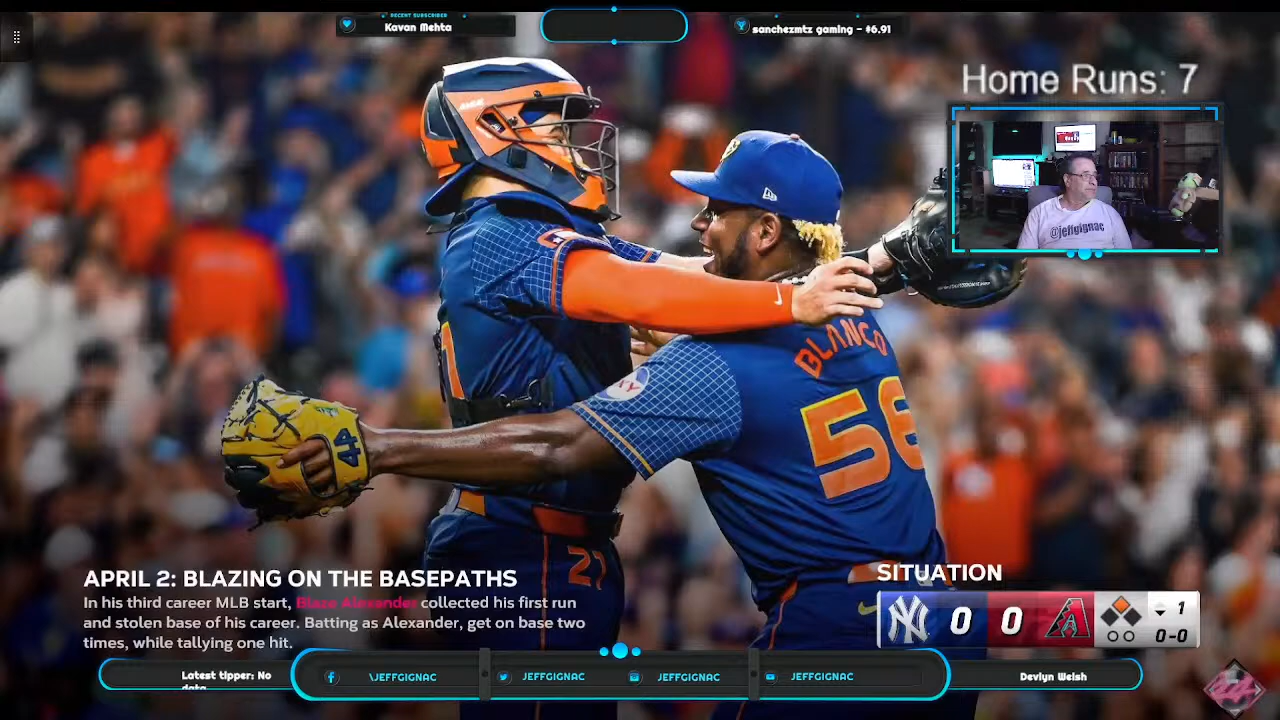 RECENT SUBSCRIBER
Kavan Mehta
sanchezmtz gaming - $6.91
Home Runs: 7
@jeffgignac
BLANCO
56
44
27
APRIL 2: BLAZING ON THE BASEPATHS
In his third career MLB start, Blaze Alexander collected his first run
and stolen base of his career. Batting as Alexander, get on base two
times, while tallying one hit.
SITUATION
NY 0 0 A 1
0-0
Latest tipper: No
data
\JEFFGIGNAC
JEFFGIGNAC
JEFFGIGNAC
JEFFGIGNAC
Devlyn Welsh